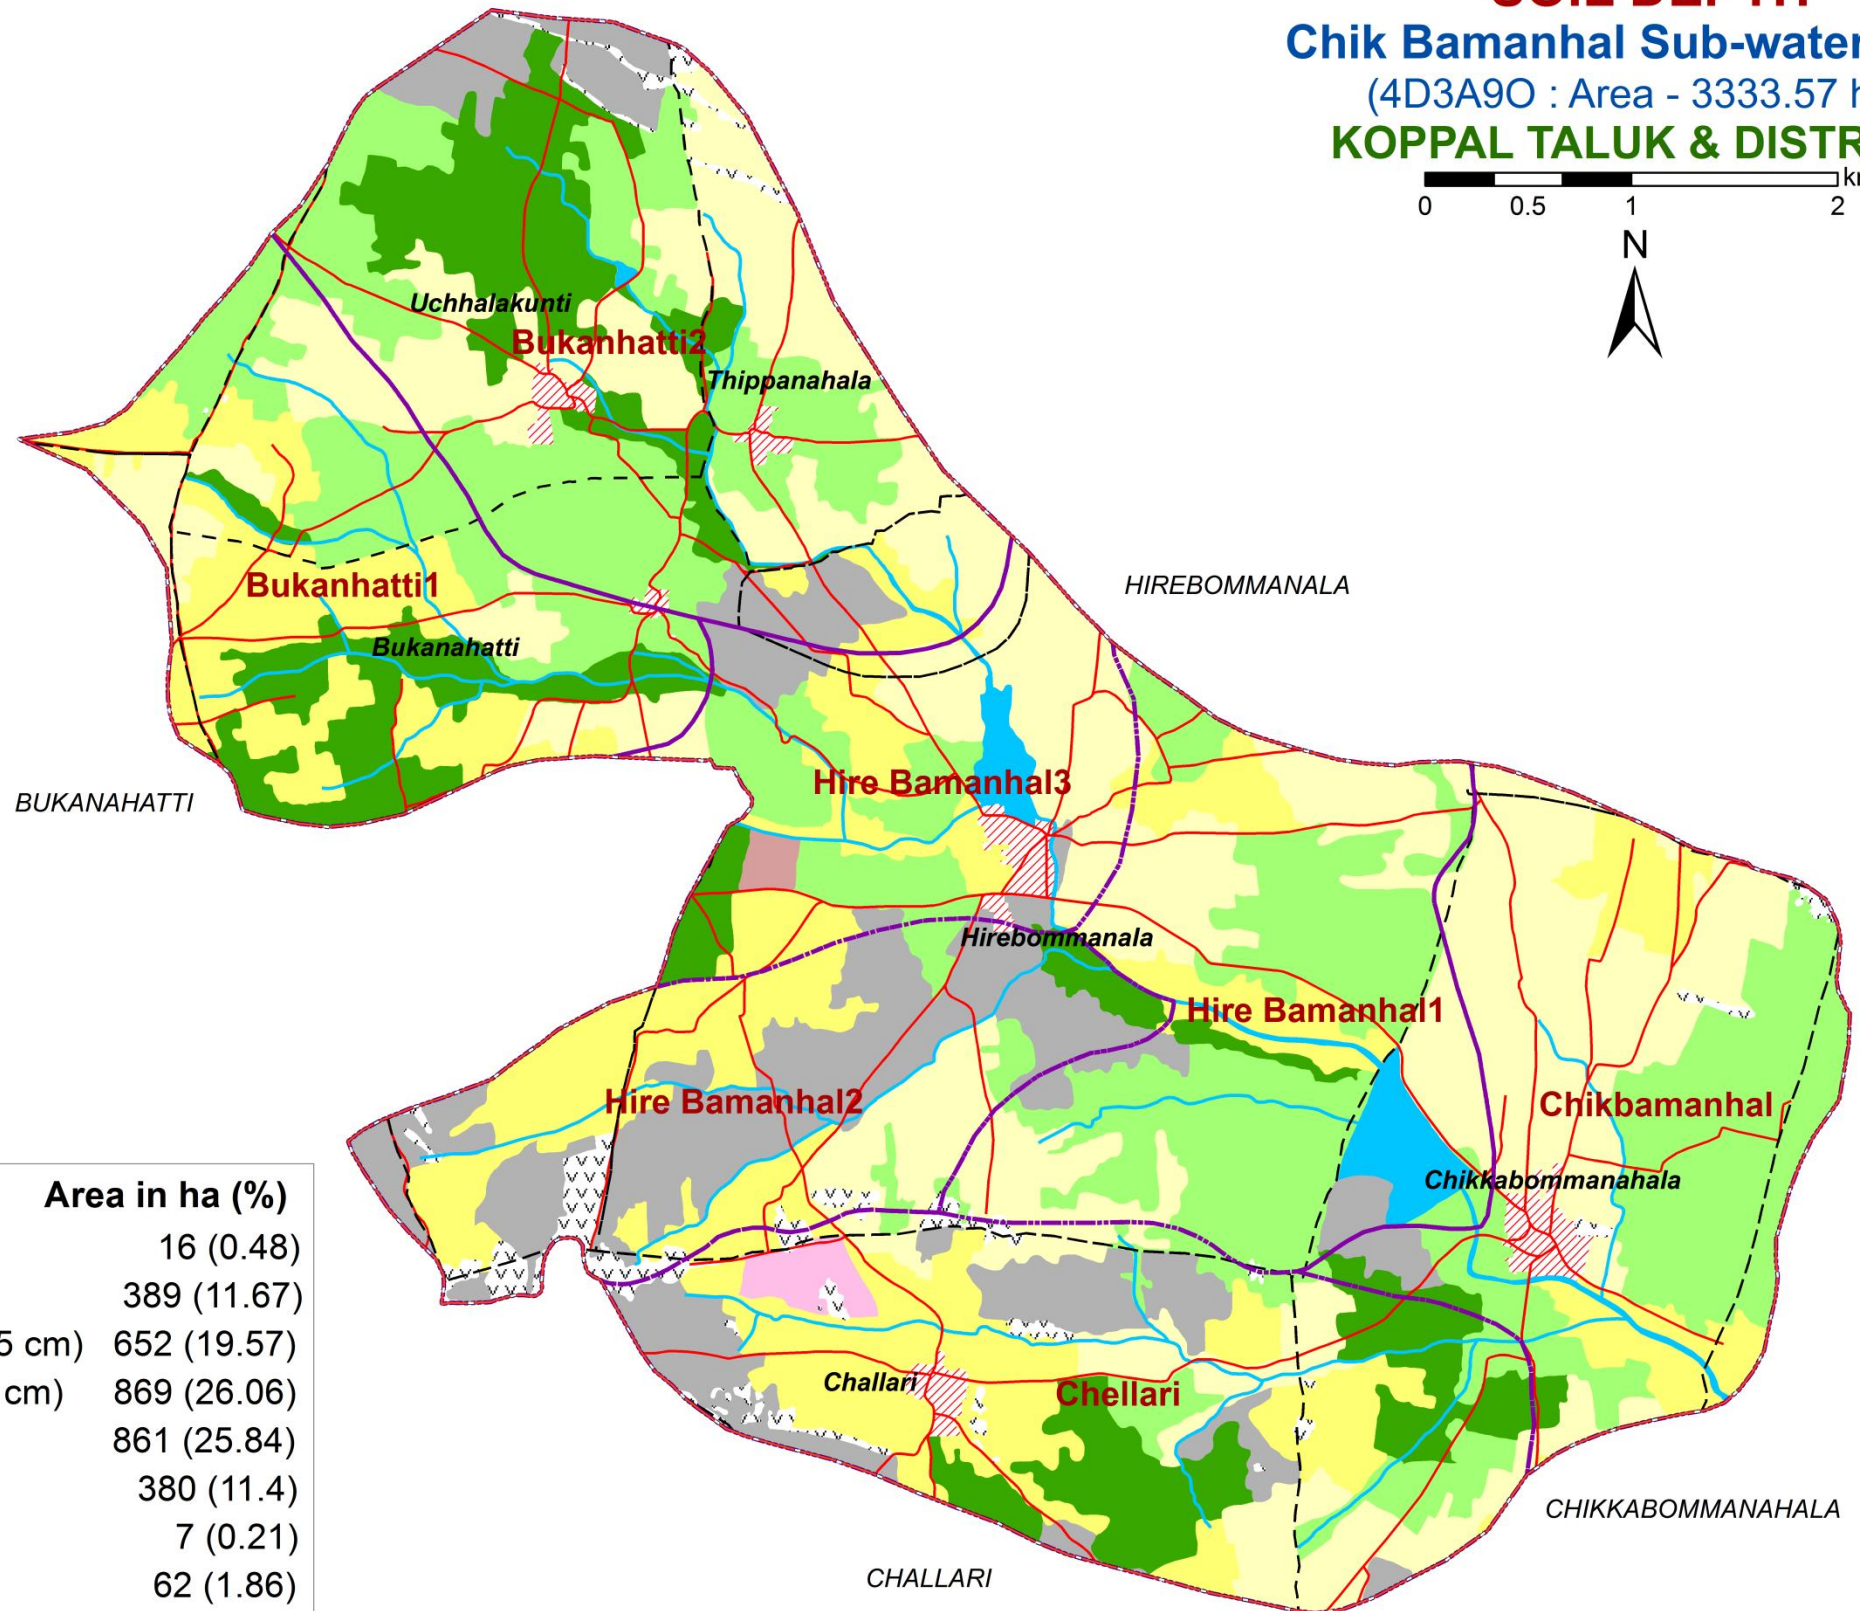 Chik Bamanhal Sub-water
(4D3A9O : Area - 3333.57 h
KOPPAL TALUK & DISTR
km
0 0.5 1 2
N
Uchhalakunti
Bukanhatti2
Thippanahala
Bukanhatti1
HIREBOMMANALA
Bukanahatti
Hire Bamanhal3
BUKANAHATTI
Hirebommanala
Hire Bamanhal1
Hire Bamanhal2
Chikbamanhal
Chikkabommanahala
Area in ha (%)
16 (0.48)
389 (11.67)
5 cm) 652 (19.57)
cm) 869 (26.06)
861 (25.84)
380 (11.4)
7 (0.21)
62 (1.86)
Challari
Chellari
CHIKKABOMMANAHALA
CHALLARI